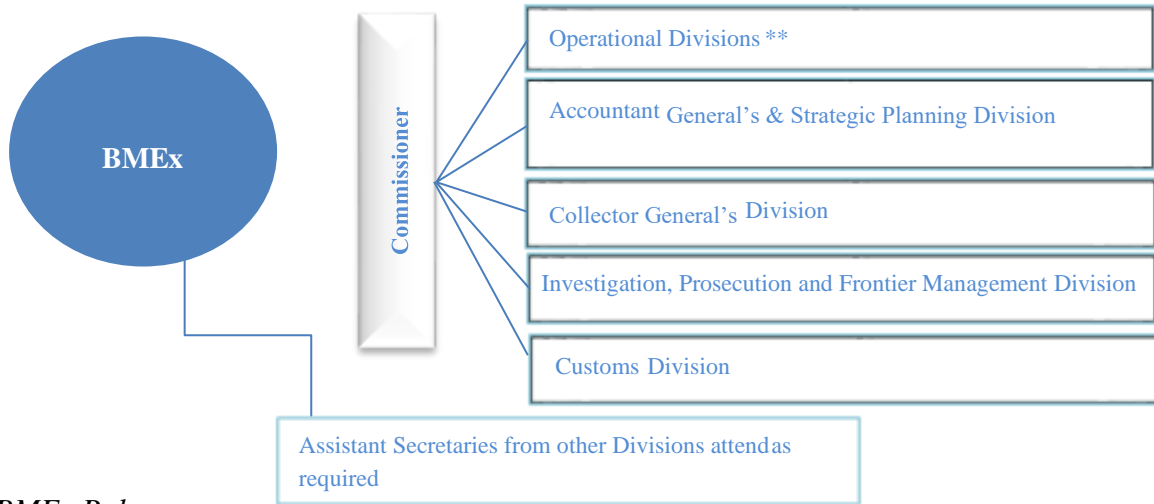 BMEx
Commissioner
Operational Divisions **
Accountant General's & Strategic Planning Division
Collector General's Division
Investigation, Prosecution and Frontier Management Division
Customs Division
Assistant Secretaries from other Divisions attendas
required